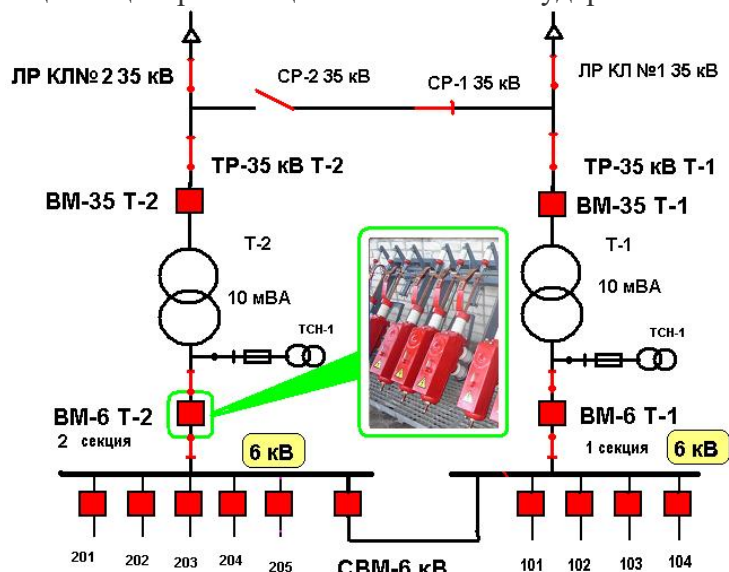 ЛР КЛ№ 2 35 кВ
СР-2 35 кВ
СР-1 35 кВ
ЛР КЛ №1 35 кВ
ТР-35 кВ Т-2
ТР-35 кВ Т-1
ВМ-35 Т-2
ВМ-35 Т-1
Т-2
Т-1
10 мВА
10 мВА
ТСН-1
ТСН-1
ВМ-6 Т-2
ВМ-6 Т-1
2 секция
6 кВ
1 секция
6 кВ
201
202
203
204
205
СВМ-6 кВ
101
102
103
104